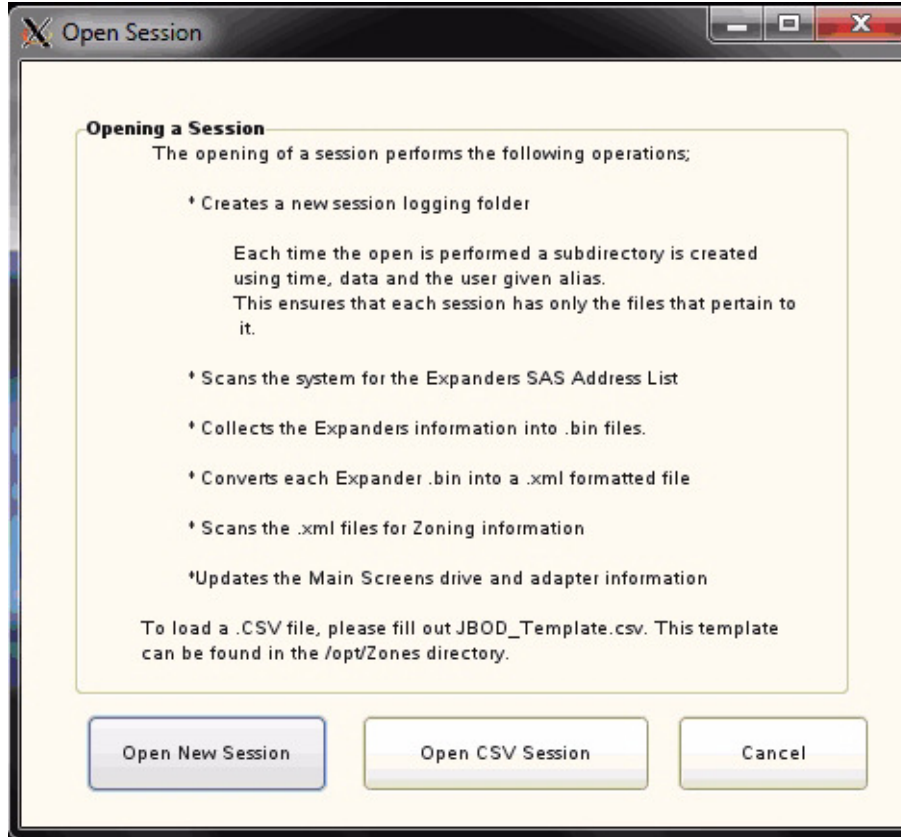 Open Session
Opening a Session
The opening of a session performs the following operations;
* Creates a new session logging folder
Each time the open is performed a subdirectory is created
using time, data and the user given alias.
This ensures that each session has only the files that pertain to
it.
* Scans the system for the Expanders SAS Address List
* Collects the Expanders information into .bin files.
* Converts each Expander .bin into a .xml formatted file
* Scans the .xml files for Zoning information
*Updates the Main Screens drive and adapter information
To load a .CSV file, please fill out JBOD_Template.csv. This template
can be found in the /opt/Zones directory.
Open New Session
Open CSV Session
Cancel